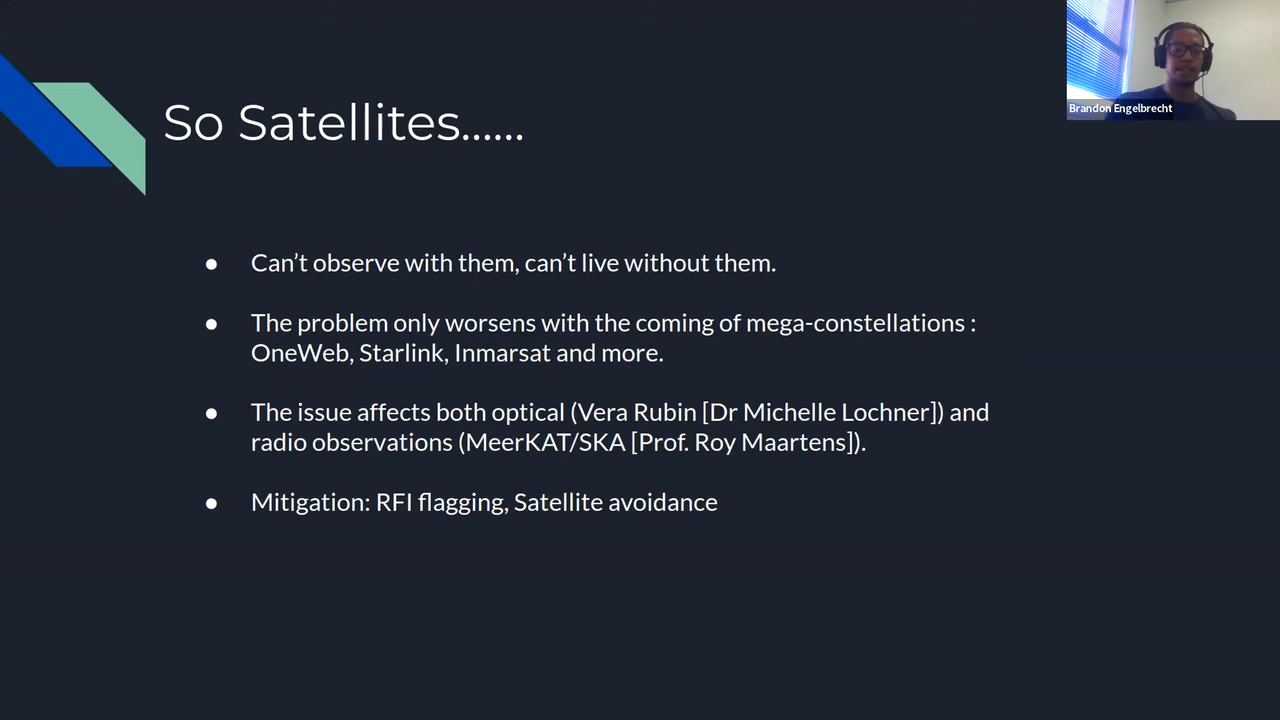 So Satellites......
Brandon Engelbrecht
● Can’t observe with them, can’t live without them.
● The problem only worsens with the coming of mega-constellations :
OneWeb, Starlink, Inmarsat and more.
● The issue affects both optical (Vera Rubin [Dr Michelle Lochner]) and
radio observations (MeerKAT/SKA [Prof. Roy Maartens]).
● Mitigation: RFI flagging, Satellite avoidance